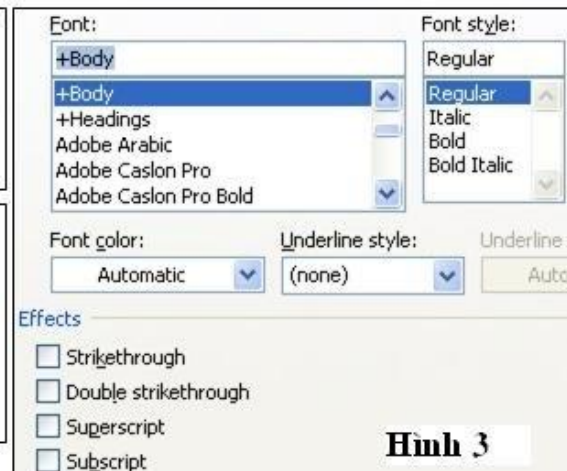 Font:
Font style:
+Body
Regular
+Body
+Headings
Adobe Arabic
Adobe Caslon Pro
Adobe Caslon Pro Bold
Regular
Italic
Bold
Bold Italic
Font color:
Underline style:
Underline
Automatic
(none)
Auto
Effects
Strikethrough
Double strikethrough
Superscript
Subscript
Hình 3